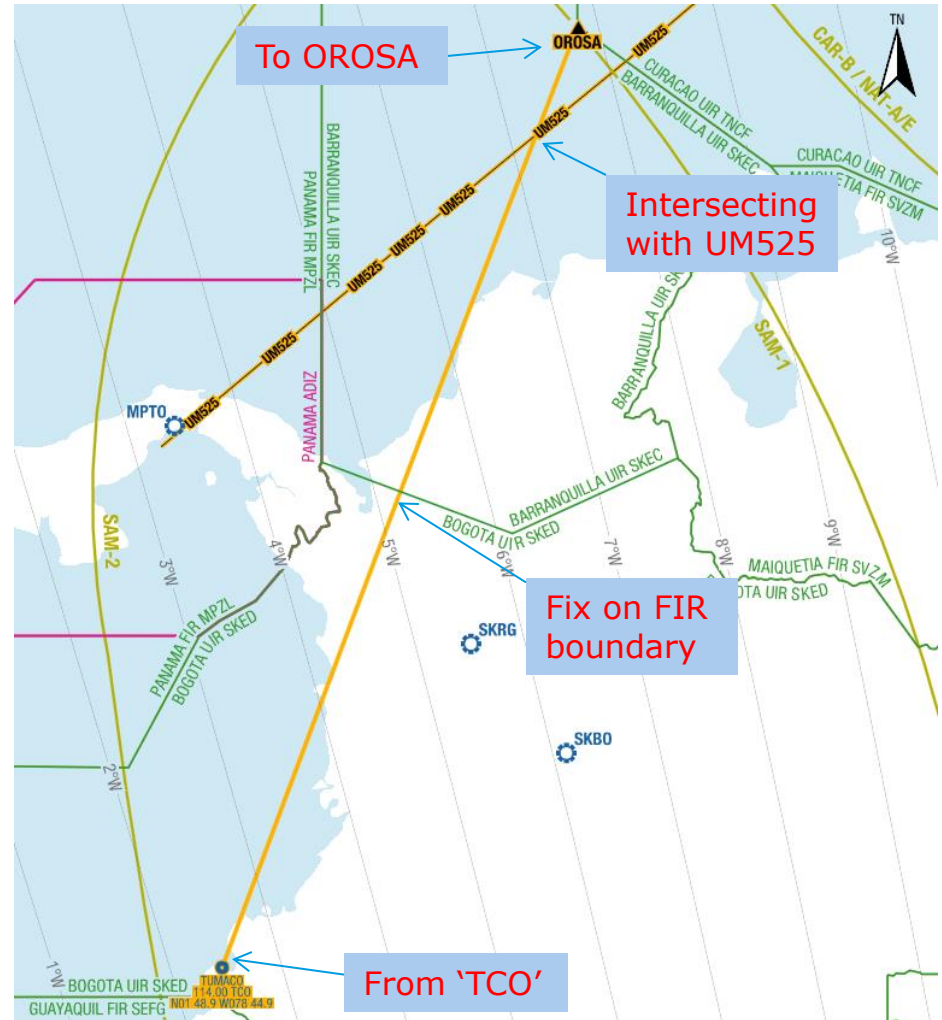 TN
To OROSA
OROSA
UM525
CAR-B / NAT-A/E
CURACAO UIR TNCF
BARRANQUILLA UIR SKEC
UM525
CURACAO UIR TNCF
MAIQUETIA FIR SVZM
BARRANQUILLA UIR SKEC
PANAMA FIR MPZL
Intersecting
with UM525
UM525
UM525
UM525
UM525
UM525
10°W
BARRANQUILLA UIR SKEC
SAM-1
MPTO
PANAMA ADIZ
BARRANQUILLA UIR SKEC
BOGOTA UIR SKED
SAM-2
3°W
4°W
5°W
6°W
7°W
8°W
9°W
MAIQUETIA FIR SVZM
BOGOTA UIR SKED
Fix on FIR
boundary
SKRG
PANAMA FIR MPZL
BOGOTA UIR SKED
SKBO
2°W
1°W
From ‘TCO’
BOGOTA UIR SKED
GUAYAQUIL FIR SEFG
TUMACO
114.00 TCO
N01 48.9 W078 44.9